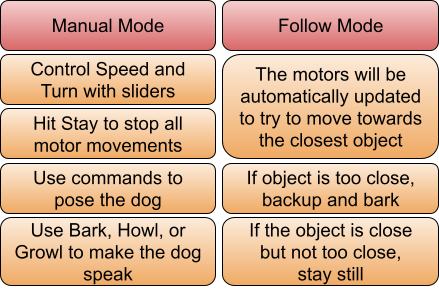 Manual Mode
Control Speed and
Turn with sliders
Hit Stay to stop all
motor movements
Use commands to
pose the dog
Use Bark, Howl, or
Growl to make the dog
speak
Follow Mode
The motors will be
automatically updated
to try to move towards
the closest object
If object is too close,
backup and bark
If the object is close
but not too close,
stay still